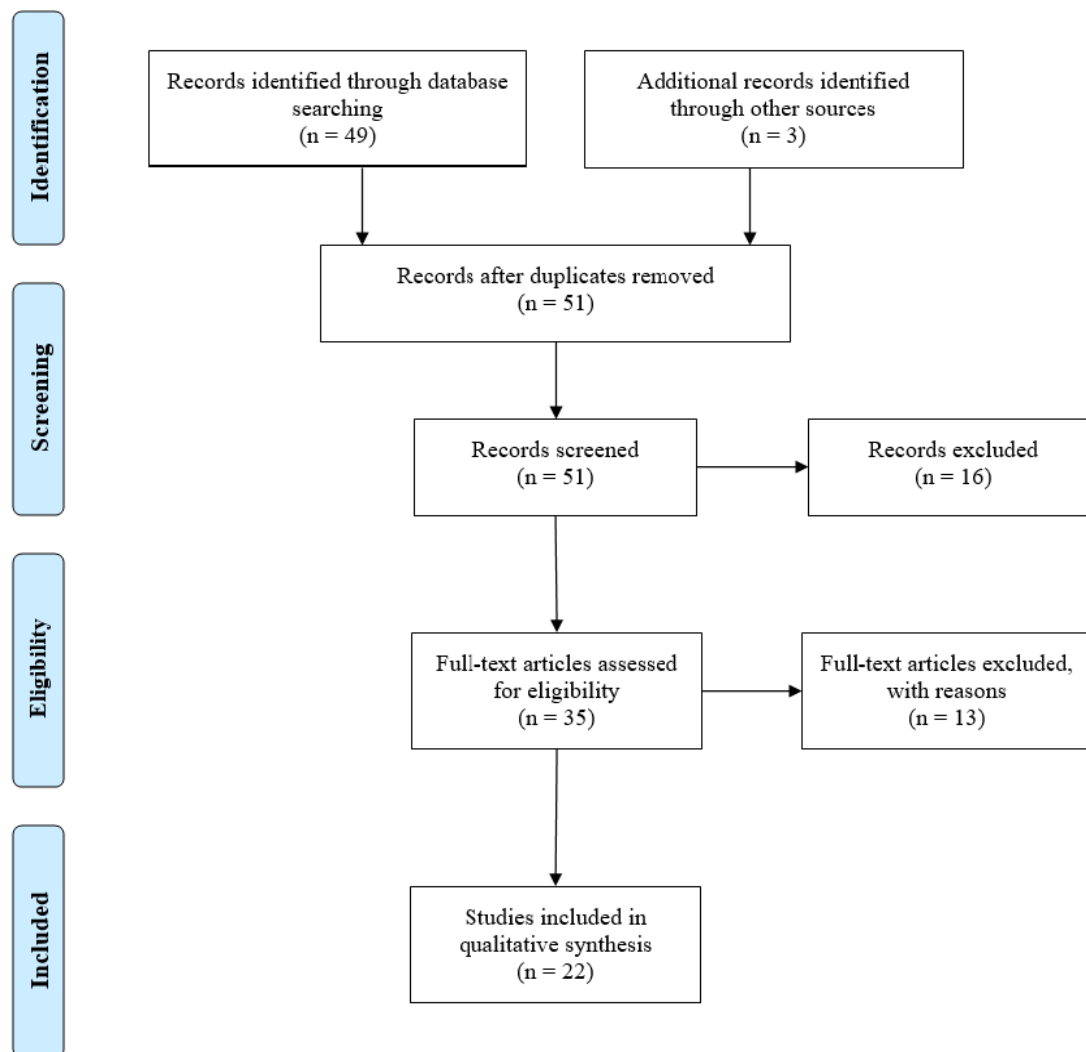 Identification
Records identified through database
searching
(n = 49)
Additional records identified
through other sources
(n = 3)
Records after duplicates removed
(n = 51)
Screening
Records screened
(n = 51)
Records excluded
(n = 16)
Eligibility
Full-text articles assessed
for eligibility
(n = 35)
Full-text articles excluded,
with reasons
(n = 13)
Included
Studies included in
qualitative synthesis
(n = 22)